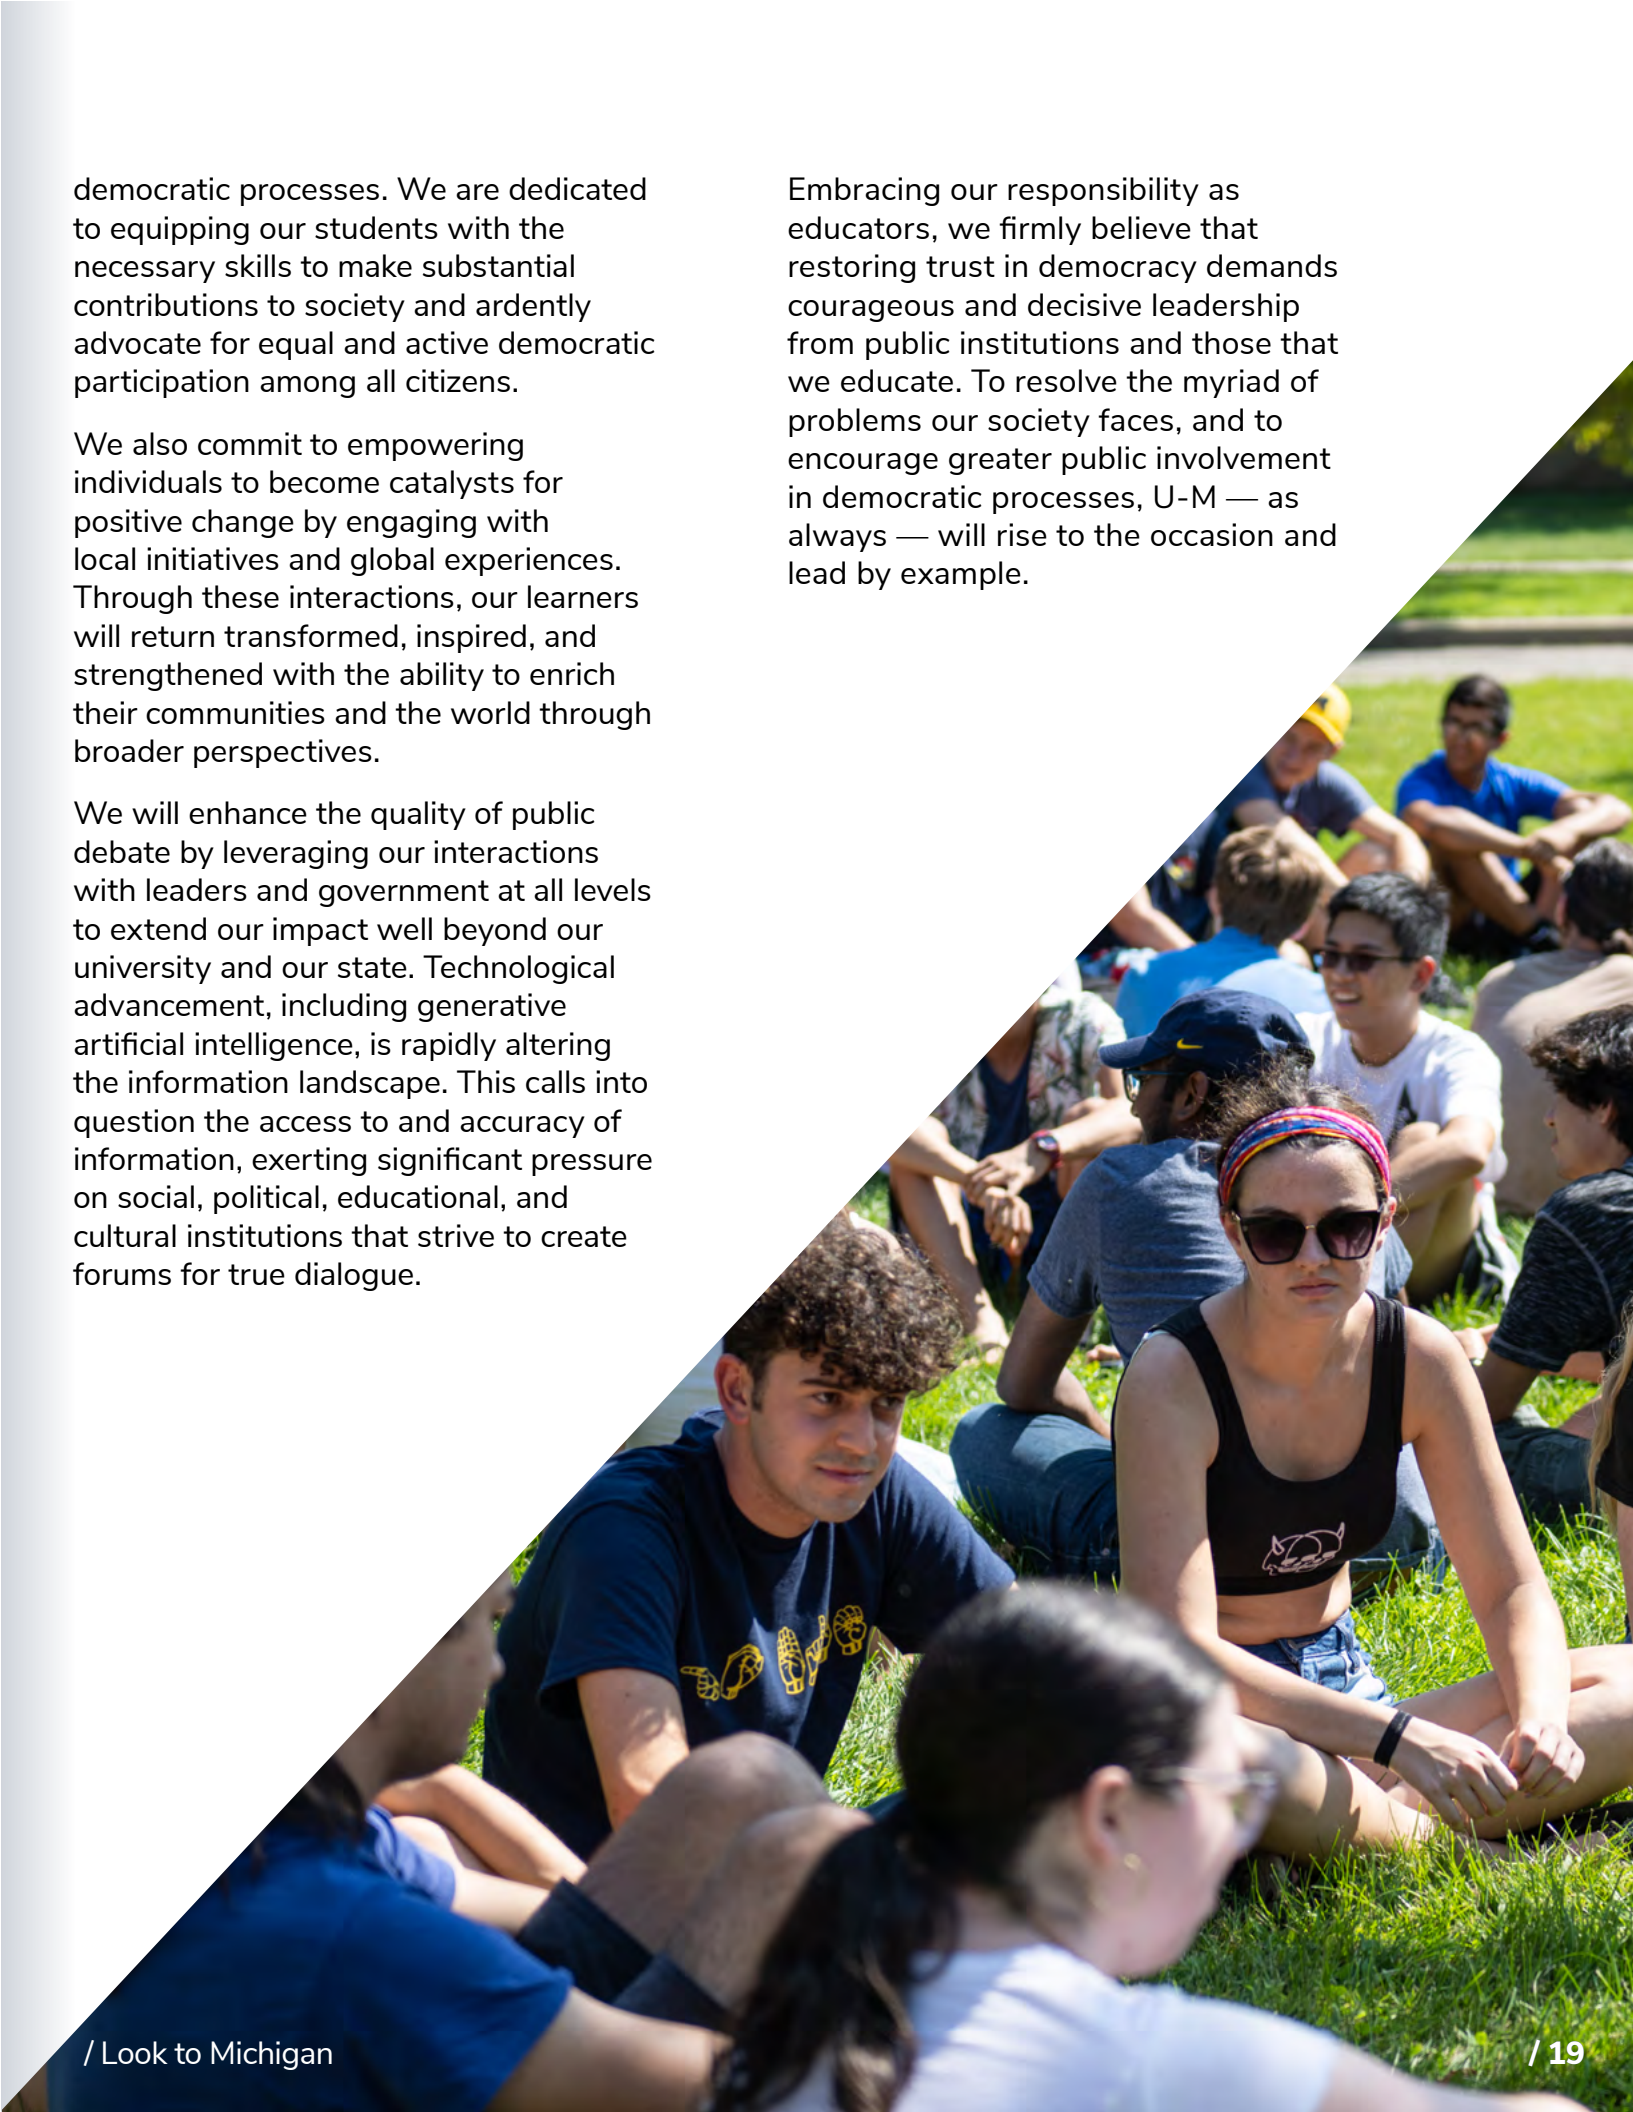 democratic processes. We are dedicated
to equipping our students with the
necessary skills to make substantial
contributions to society and ardently
advocate for equal and active democratic
participation among all citizens.
We also commit to empowering
individuals to become catalysts for
positive change by engaging with
local initiatives and global experiences.
Through these interactions, our learners
will return transformed, inspired, and
strengthened with the ability to enrich
their communities and the world through
broader perspectives.
We will enhance the quality of public
debate by leveraging our interactions
with leaders and government at all levels
to extend our impact well beyond our
university and our state. Technological
advancement, including generative
artificial intelligence, is rapidly altering
the information landscape. This calls into
question the access to and accuracy of
information, exerting significant pressure
on social, political, educational, and
cultural institutions that strive to create
forums for true dialogue.
Embracing our responsibility as
educators, we firmly believe that
restoring trust in democracy demands
courageous and decisive leadership
from public institutions and those that
we educate. To resolve the myriad of
problems our society faces, and to
encourage greater public involvement
in democratic processes, U-M — as
always — will rise to the occasion and
lead by example.
/ Look to Michigan
/ 19